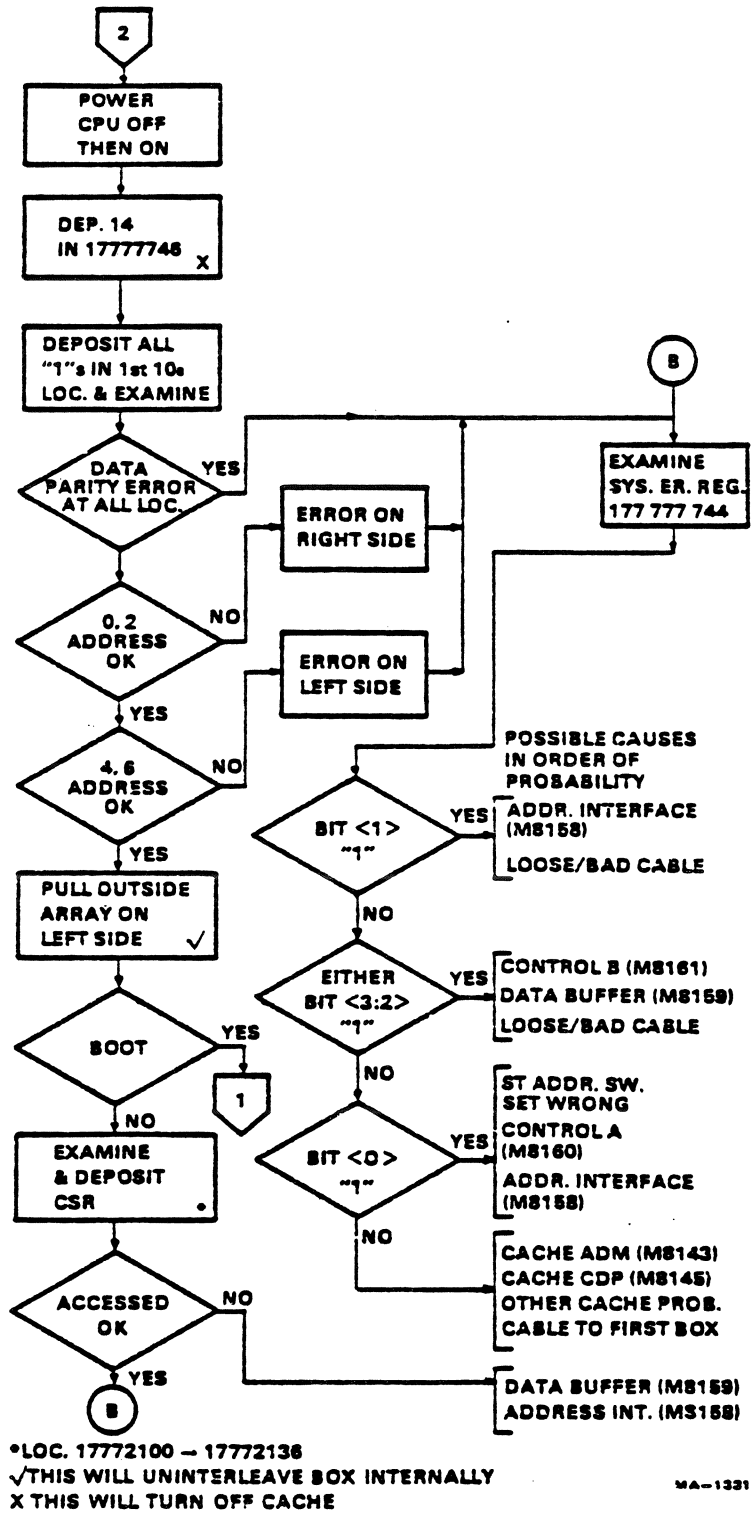 2
POWER
CPU OFF
THEN ON
DEP. 14
IN 17777746
X
DEPOSIT ALL
"1"s IN 1st 10s
LOC. & EXAMINE
DATA
PARITY ERROR
AT ALL LOC.
YES
ERROR ON
RIGHT SIDE
B
EXAMINE
SYS. ER. REG.
177 777 744
0, 2
ADDRESS
OK
NO
YES
ERROR ON
LEFT SIDE
4, 6
ADDRESS
OK
NO
YES
PULL OUTSIDE
ARRAY ON
LEFT SIDE √
BOOT
YES
1
NO
EXAMINE
& DEPOSIT
CSR
*
ACCESSED
OK
NO
YES
B
POSSIBLE CAUSES
IN ORDER OF
PROBABILITY
BIT <1>
"1"
YES
ADDR. INTERFACE
(M8158)
LOOSE/BAD CABLE
NO
EITHER
BIT <3:2>
"1"
YES
CONTROL B (M8161)
DATA BUFFER (M8159)
LOOSE/BAD CABLE
NO
BIT <0>
"1"
YES
ST ADDR. SW.
SET WRONG
CONTROL A
(M8160)
ADDR. INTERFACE
(M8158)
NO
CACHE ADM (M8143)
CACHE CDP (M8145)
OTHER CACHE PROB.
CABLE TO FIRST BOX
DATA BUFFER (M8159)
ADDRESS INT. (M8158)
*LOC. 17772100 → 17772136
√THIS WILL UNINTERLEAVE BOX INTERNALLY
X THIS WILL TURN OFF CACHE
MA-1331